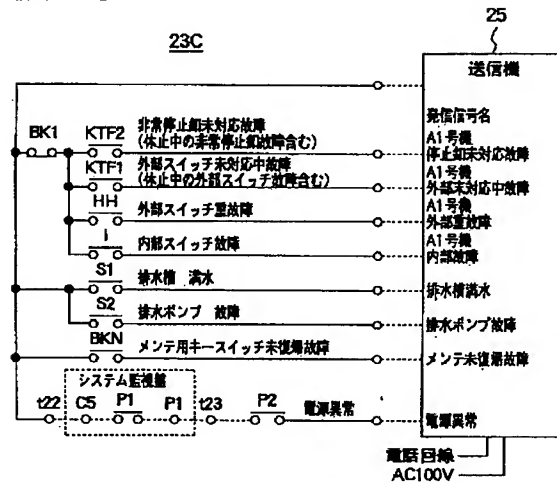 25
23C
送信機
発信信号名
BK1
KTF2
非常停止釦未対応故障
(休止中の非常停止釦故障含む)
A1号機
停止釦未対応故障
KTF1
外部スイッチ未対応中故障
(休止中の外部スイッチ故障含む)
A1号機
外部未対応中故障
HH
外部スイッチ重故障
A1号機
外部重故障
I
内部スイッチ故障
A1号機
内部故障
S1
排水槽 満水
排水槽満水
S2
排水ポンプ 故障
排水ポンプ故障
BKN
メンテ用キースイッチ未復帰故障
メンテ未復帰故障
システム監視盤
t22
C5
P1
P1
t23
P2
電源異常
電源異常
電話回線
AC100V